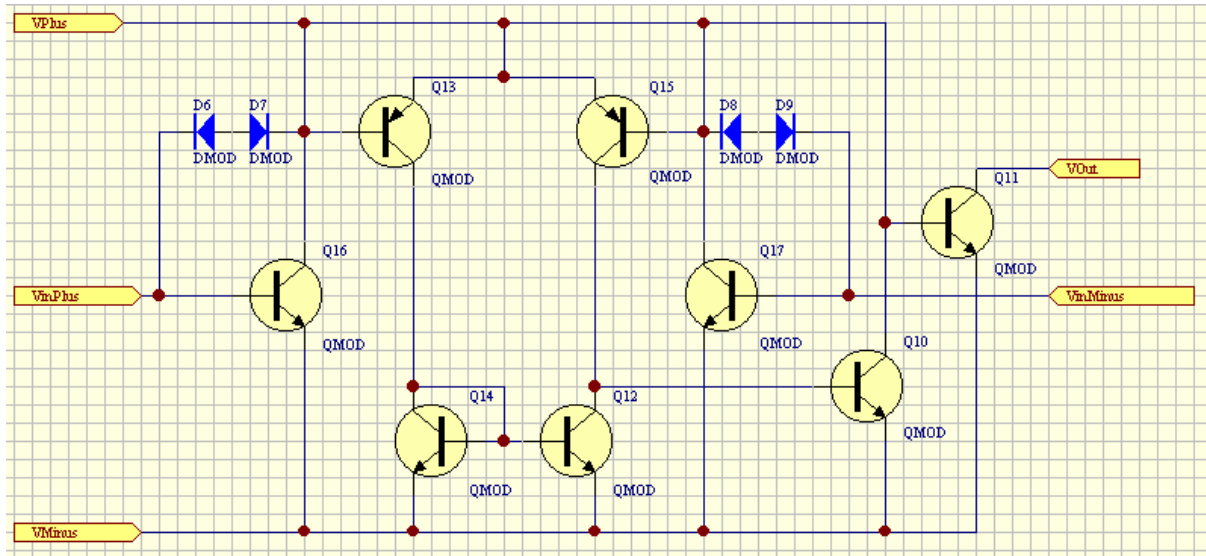 VPlus
Q13
Q15
D6
D7
D8
D9
DMOD
DMOD
DMOD
DMOD
QMOD
QMOD
Q11
VOut
Q16
Q17
QMOD
VinPlus
VinMinus
QMOD
QMOD
Q10
Q14
Q12
QMOD
QMOD
QMOD
VMinus